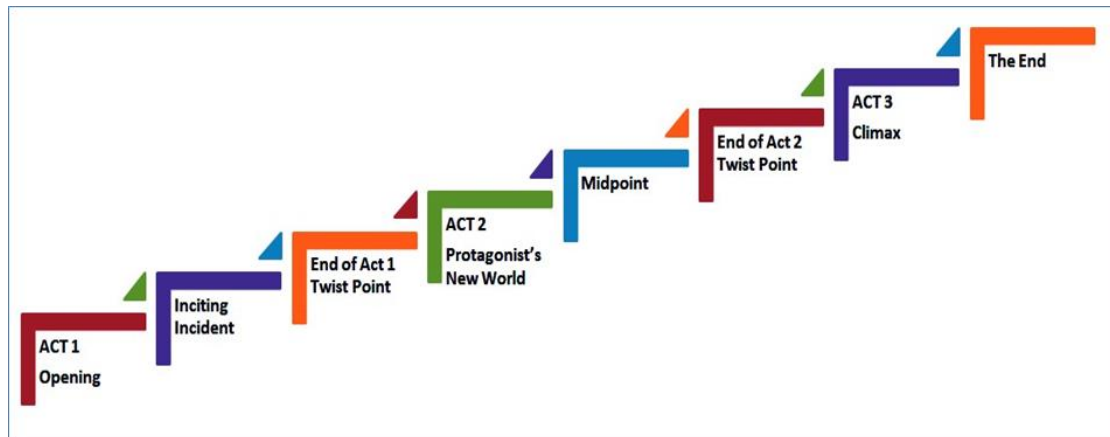 ACT 1
Opening
Inciting
Incident
End of Act 1
Twist Point
ACT 2
Protagonist's
New World
Midpoint
End of Act 2
Twist Point
ACT 3
Climax
The End